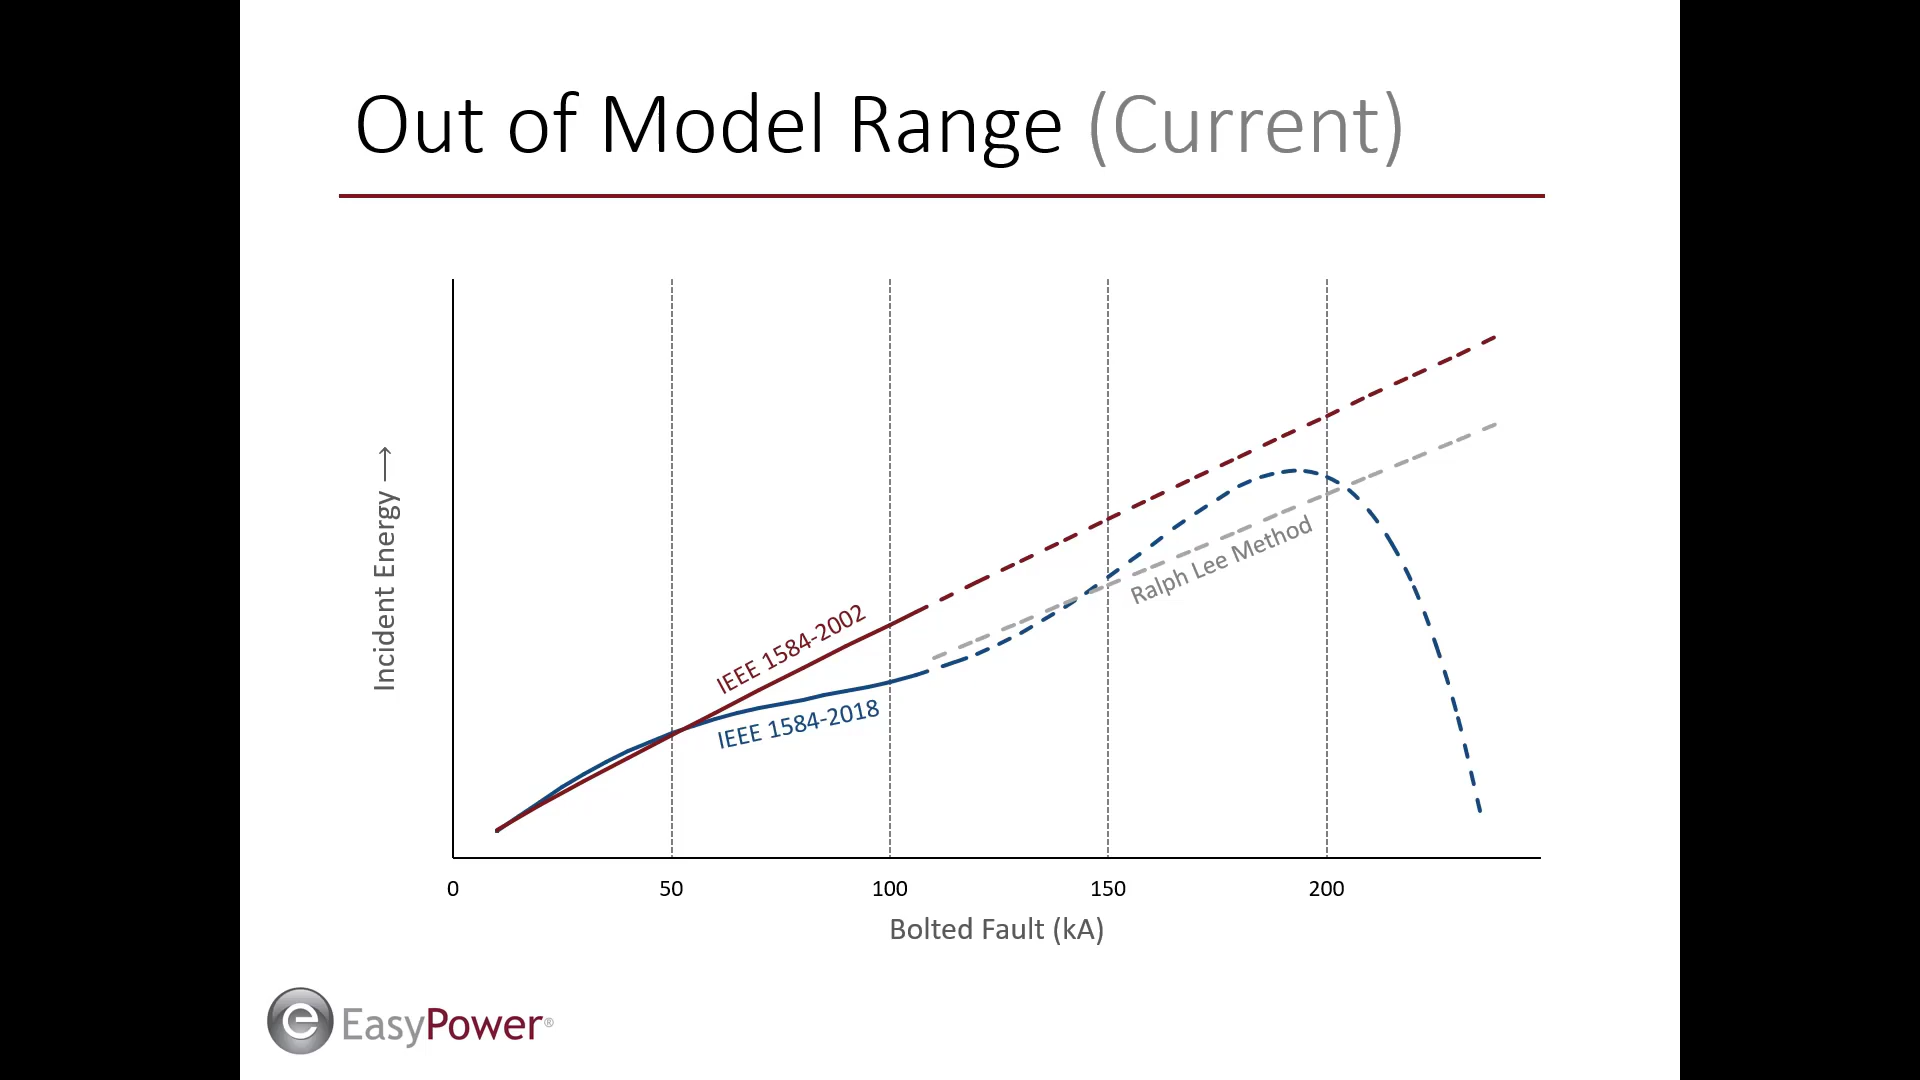 Out of Model Range (Current)
Incident Energy →
IEEE 1584-2002
IEEE 1584-2018
Ralph Lee Method
0 50 100 150 200
Bolted Fault (kA)
e EasyPower®